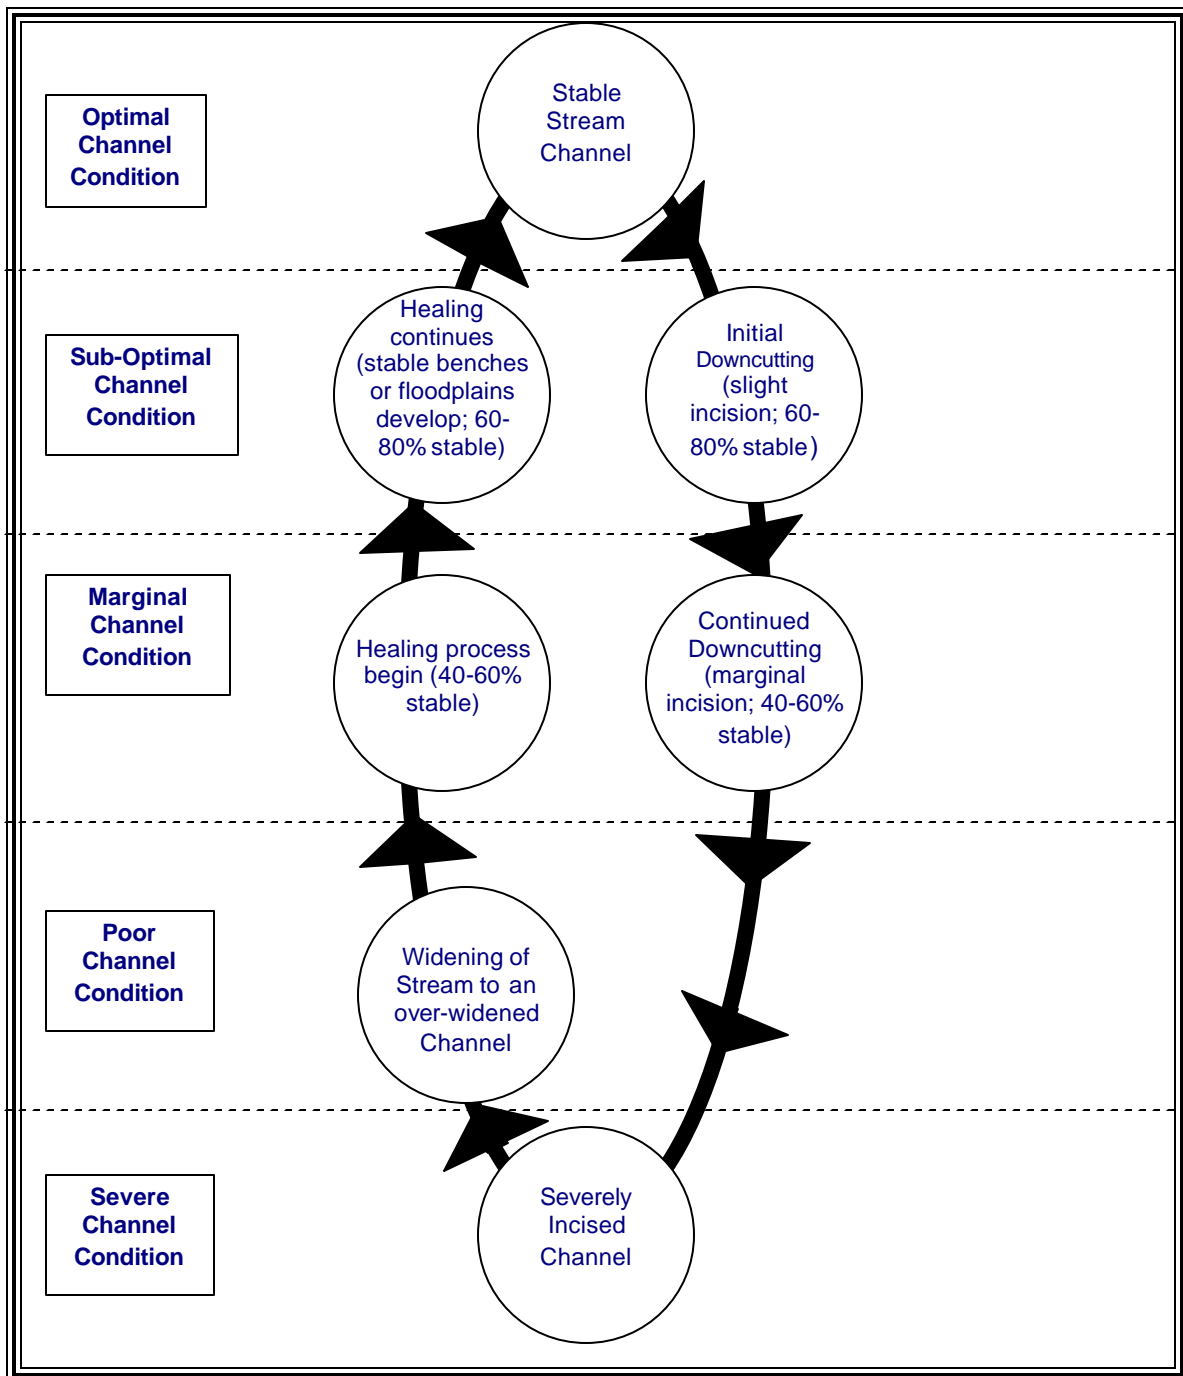 Stable
Stream
Channel
Optimal
Channel
Condition
Healing
continues
(stable benches
or floodplains
develop; 60-
80% stable)
Initial
Downcutting
(slight
incision; 60-
80% stable)
Sub-Optimal
Channel
Condition
Marginal
Channel
Condition
Healing process
begin (40-60%
stable)
Continued
Downcutting
(marginal
incision; 40-60%
stable)
Poor
Channel
Condition
Widening of
Stream to an
over-widened
Channel
Severe
Channel
Condition
Severely
Incised
Channel